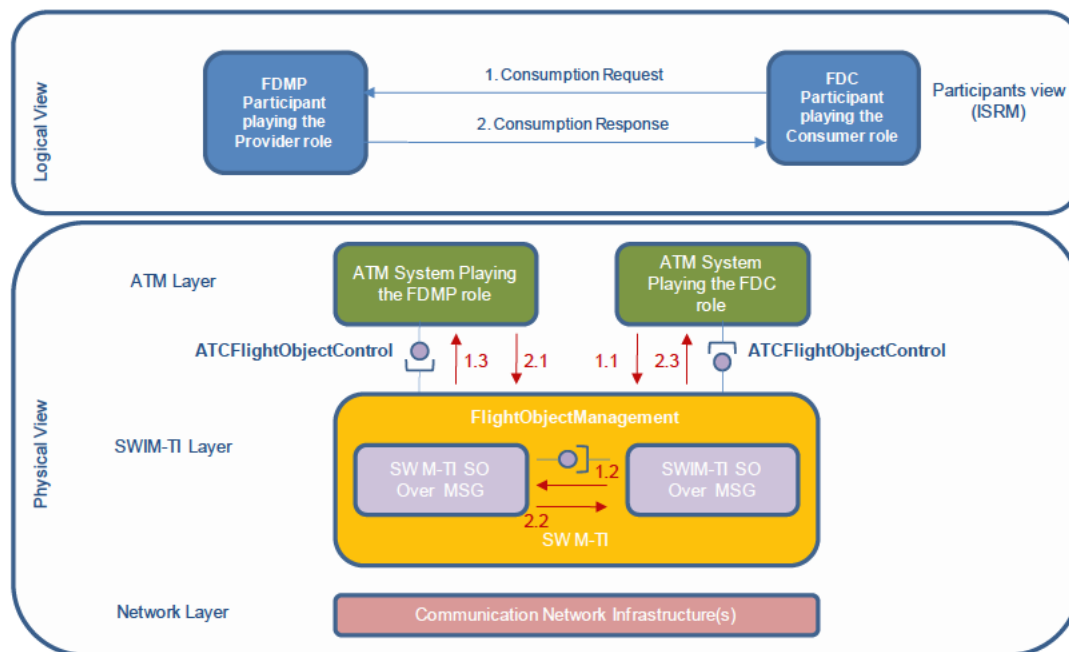 Logical View
FDMP
Participant
playing the
Provider role
1. Consumption Request
2. Consumption Response
FDC
Participant
playing the
Consumer role
Participants view
(ISRM)
Physical View
ATM Layer
ATM System Playing
the FDMP role
ATM System
Playing the FDC
role
ATCFlightObjectControl
1.3
2.1
1.1
2.3
ATCFlightObjectControl
SWIM-TI Layer
FlightObjectManagement
SW M-TI SO
Over MSG
1.2
2.2
SWIM-TI SO
Over MSG
SW M-TI
Network Layer
Communication Network Infrastructure(s)